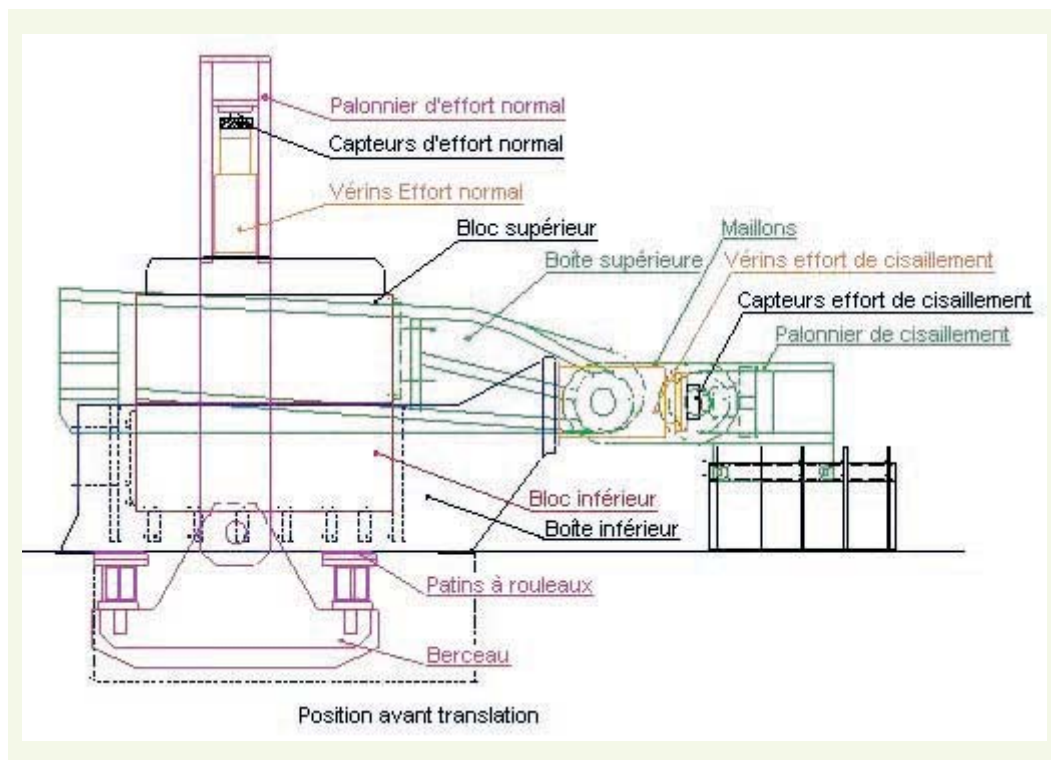 Palonnier d'effort normal
Capteurs d'effort normal
Vérins Effort normal
Bloc supérieur
Maillons
Boîte supérieure
Vérins effort de cisaillement
Capteurs effort de cisaillement
Palonnier de cisaillement
Bloc inférieur
Boîte inférieur
Patins à rouleaux
Berceau
Position avant translation